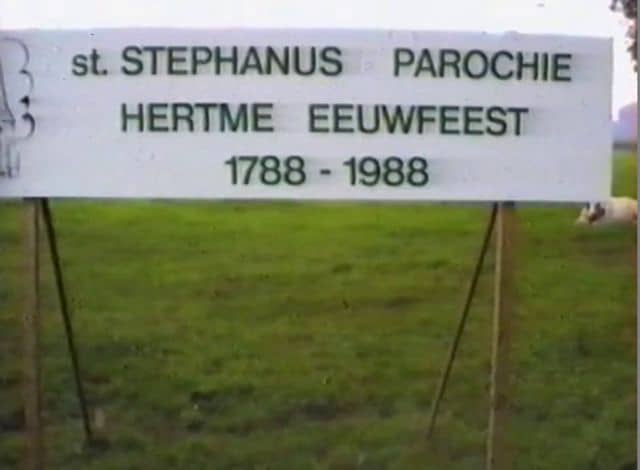 st. STEPHANUS PAROCHIE
HERTME EEUWFEEST
1788 - 1988